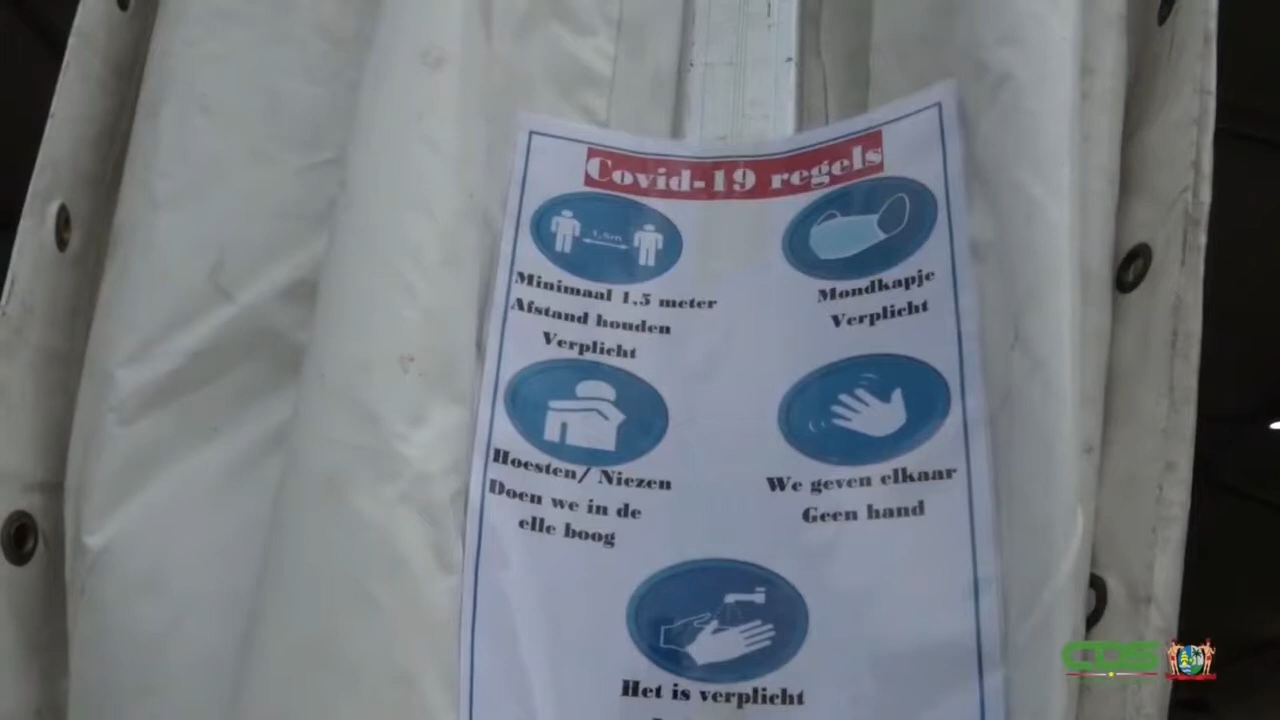 Covid-19 regels
1,5m
Minimaal 1,5 meter
Afstand houden
Verplicht
Mondkapje
Verplicht
Hoesten/ Niezen
Doen we in de
elle boog
We geven elkaar
Geen hand
Het is verplicht
CDS